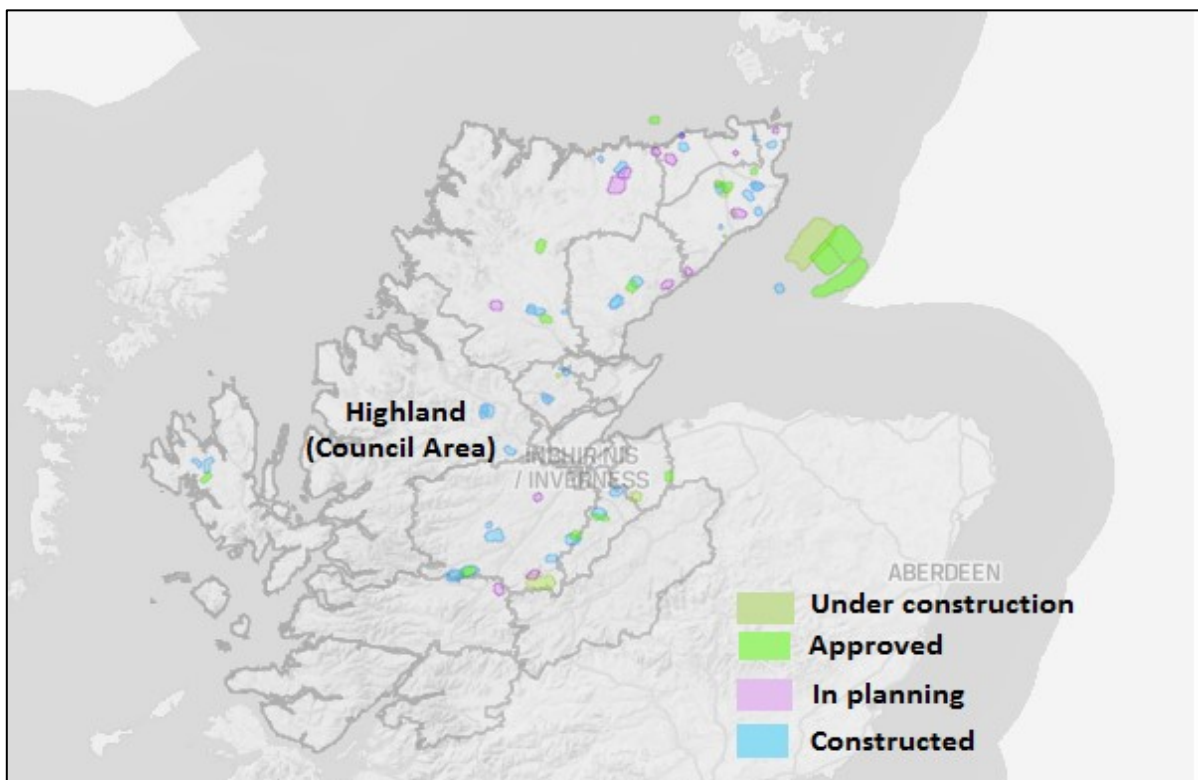 Highland
(Council Area)
INBHIR NIS
/ INVERNESS
ABERDEEN
Under construction
Approved
In planning
Constructed